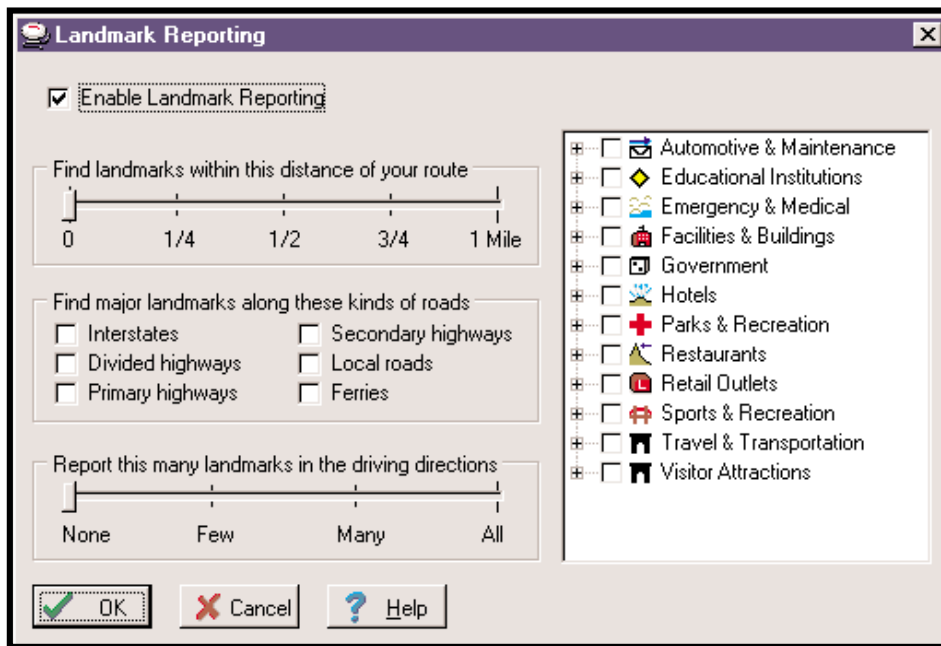 Landmark Reporting
Enable Landmark Reporting
Find landmarks within this distance of your route
0 1/4 1/2 3/4 1 Mile
Find major landmarks along these kinds of roads
Interstates Secondary highways
Divided highways Local roads
Primary highways Ferries
Report this many landmarks in the driving directions
None Few Many All
Automotive & Maintenance
Educational Institutions
Emergency & Medical
Facilities & Buildings
Government
Hotels
Parks & Recreation
Restaurants
Retail Outlets
Sports & Recreation
Travel & Transportation
Visitor Attractions
OK Cancel Help